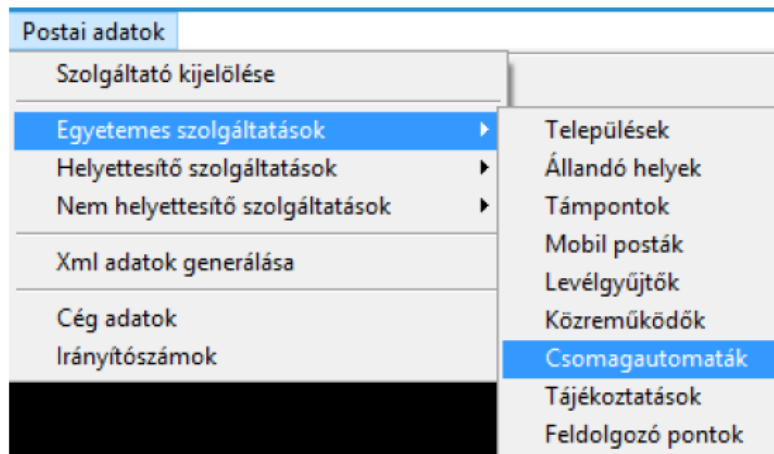 Postai adatok
Szolgáltató kijelölése
Egyetemes szolgáltatások
Helyettesítő szolgáltatások
Nem helyettesítő szolgáltatások
Xml adatok generálása
Cég adatok
Irányítószámok
Települések
Állandó helyek
Támpontok
Mobil posták
Levélgyűjtők
Közreműködők
Csomagautomaták
Tájékoztatások
Feldolgozó pontok